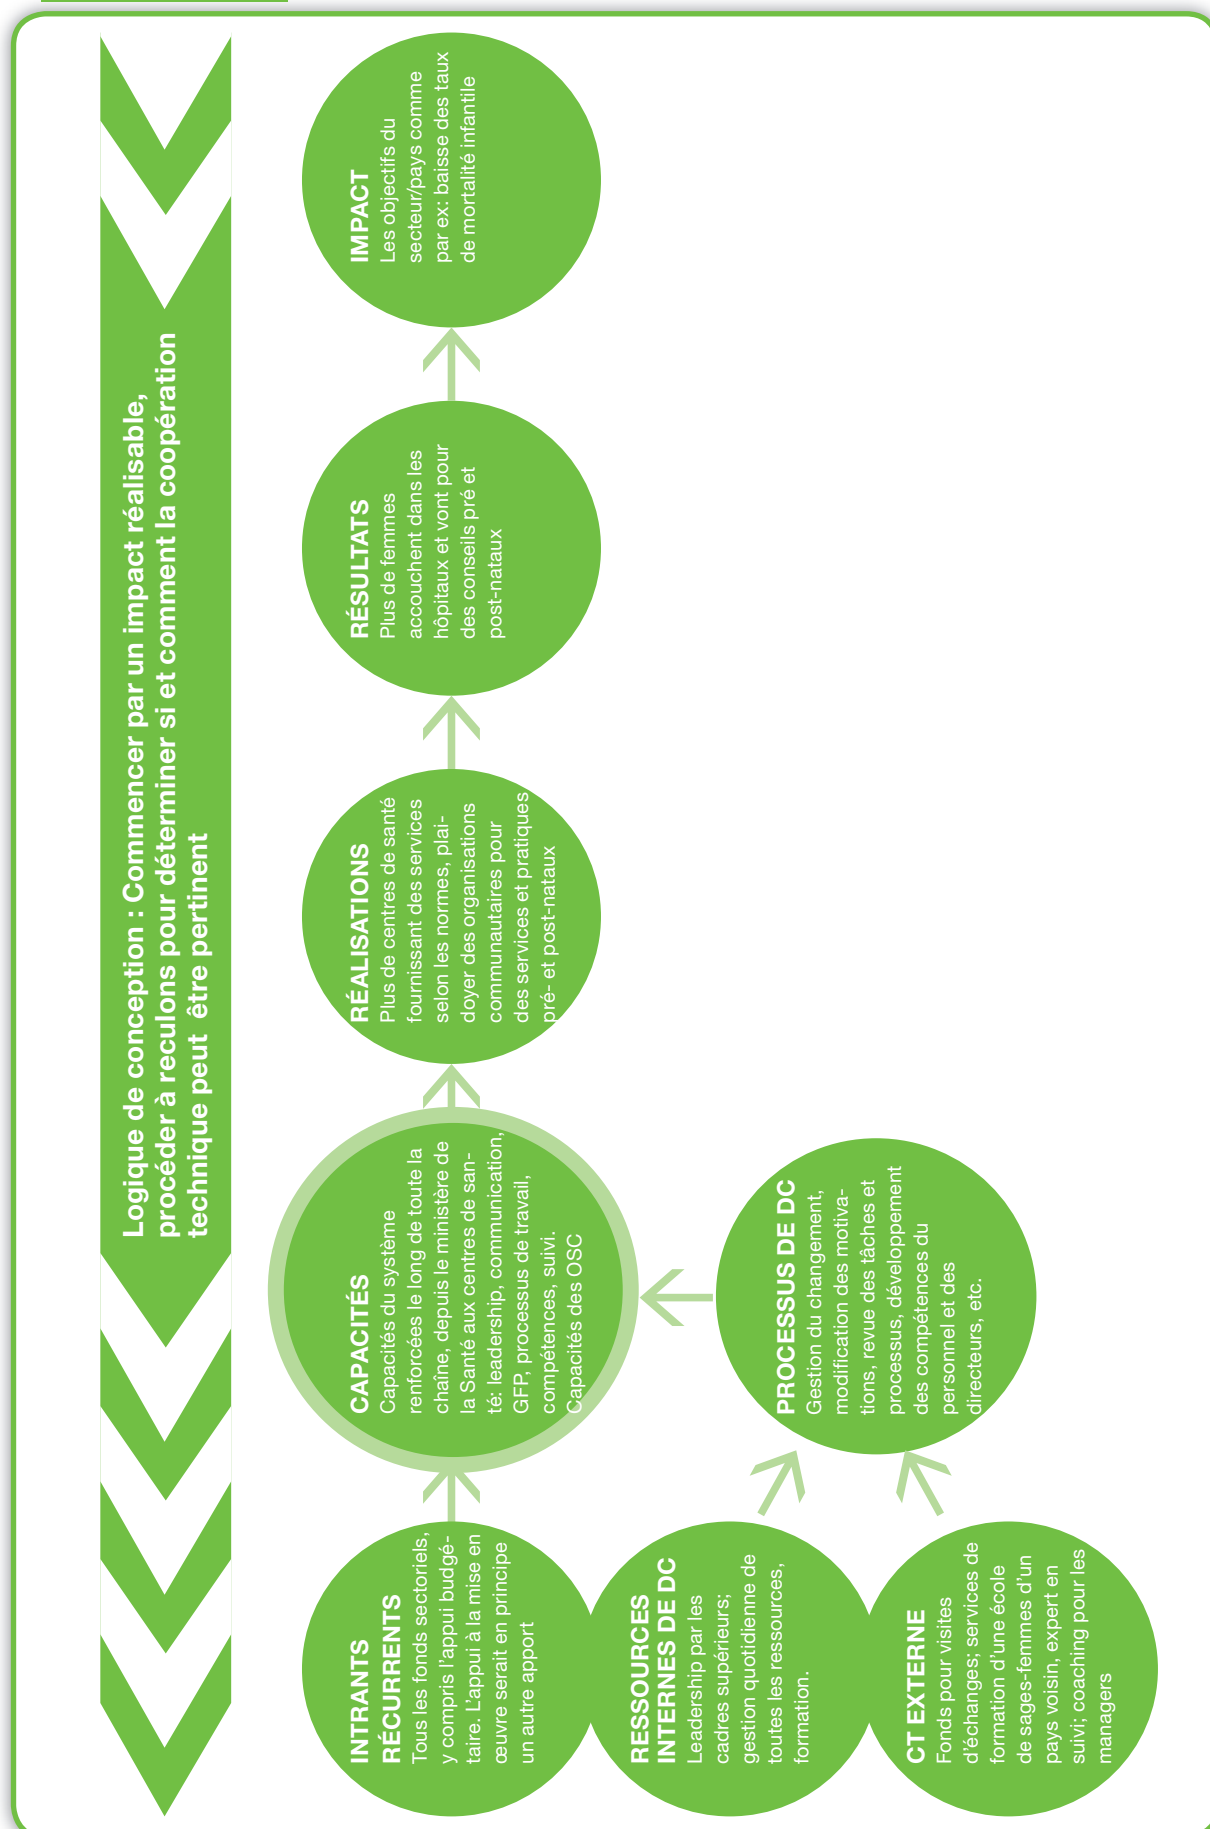 Logique de conception : Commencer par un impact réalisable,
procéder à reculons pour déterminer si et comment la coopération
technique peut être pertinent
INTRANTS
RÉCURRENTS
Tous les fonds sectoriels,
y compris l'appui budgé-
taire. L'appui à la mise en
œuvre serait en principe
un autre apport
CAPACITÉS
Capacités du système
renforcées le long de toute la
chaîne, depuis le ministère de
la Santé aux centres de san-
té: leadership, communication,
GFP, processus de travail,
compétences, suivi.
Capacités des OSC
RÉALISATIONS
Plus de centres de santé
fournissant des services
selon les normes, plai-
doyer des organisations
communautaires pour
des services et pratiques
pré- et post-nataux
RÉSULTATS
Plus de femmes
accouchent dans les
hôpitaux et vont pour
des conseils pré et
post-nataux
IMPACT
Les objectifs du
secteur/pays comme
par ex: baisse des taux
de mortalité infantile
RESSOURCES
INTERNES DE DC
Leadership par les
cadres supérieurs;
gestion quotidienne de
toutes les ressources,
formation.
PROCESSUS DE DC
Gestion du changement,
modification des motiva-
tions, revue des tâches et
processus, développement
des compétences du
personnel et des
directeurs, etc.
CT EXTERNE
Fonds pour visites
d'échanges; services de
formation d'une école
de sages-femmes d'un
pays voisin, expert en
suivi; coaching pour les
managers